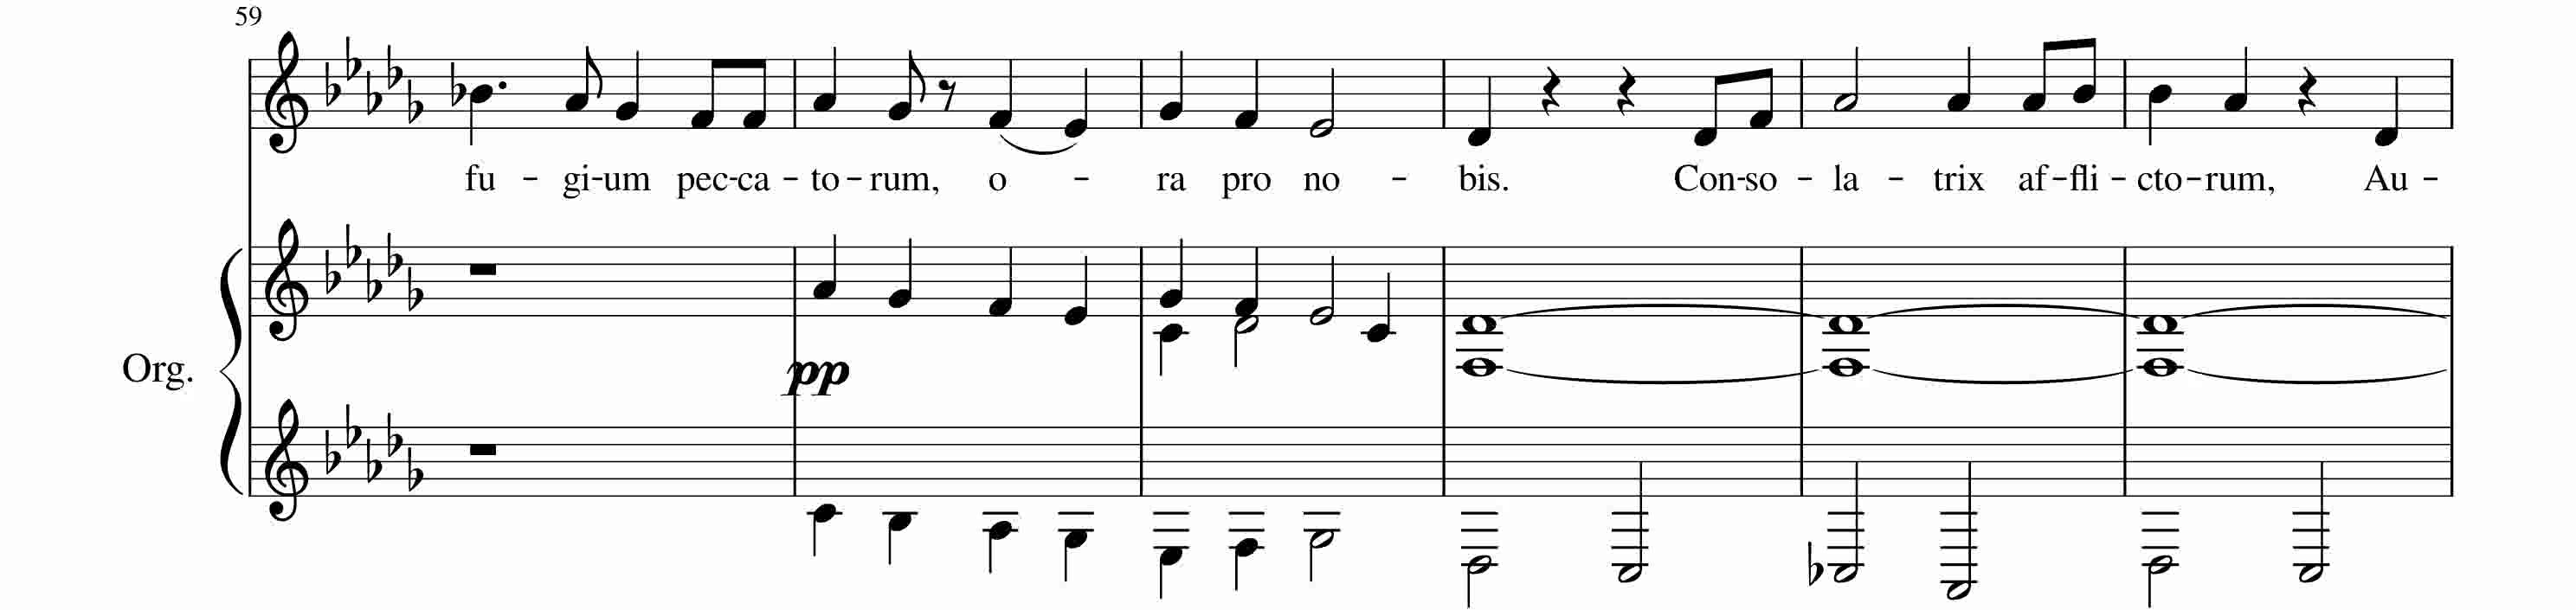 59
fu - gi-um pec-ca - to - rum, o - ra pro no - bis. Con-so - la - trix af-fli - cto-rum, Au -
Org.
pp